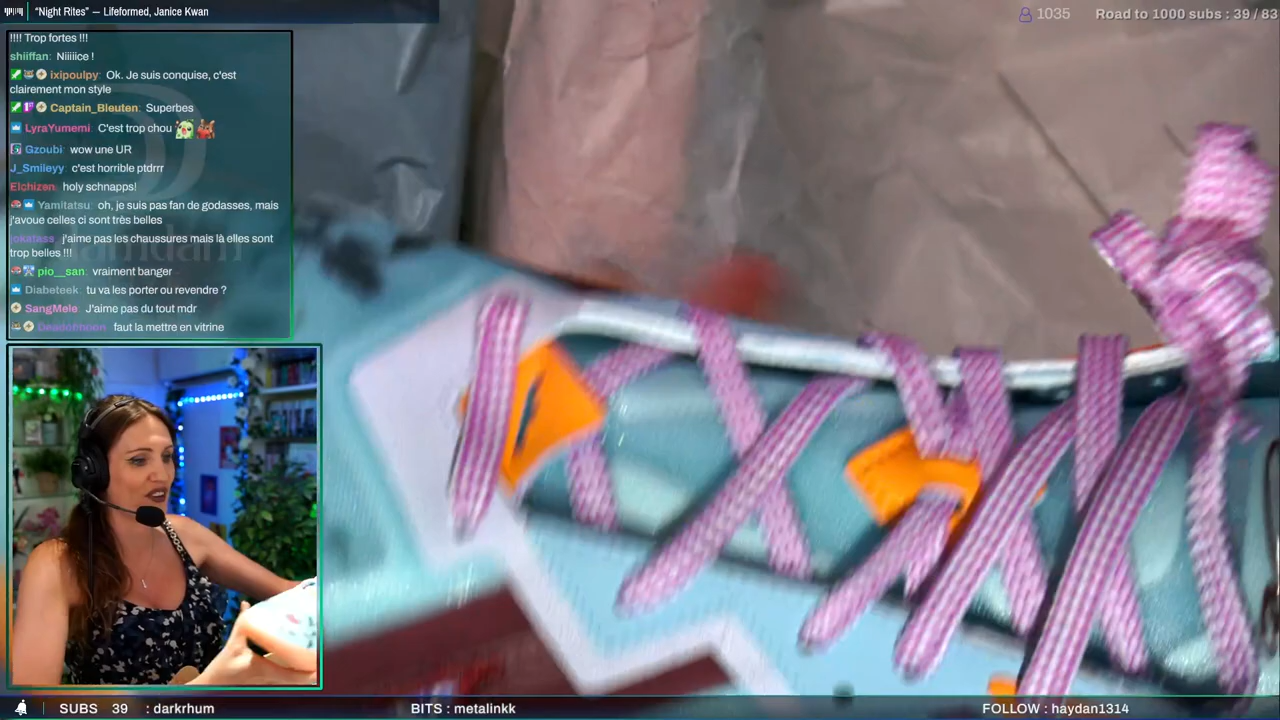 "Night Rites" — Lifeformed, Janice Kwan
1035
Road to 1000 subs : 39 / 83
!!!! Trop fortes !!!
shiiffan: Niiiiice !
ixipoulpy: Ok. Je suis conquise, c'est
clairement mon style
Captain_Bleuten: Superbes
LyraYumemi: C'est trop chou
Gzoubi: wow une UR
J_Smileyy: c'est horrible ptdrrr
Elchizen: holy schnapps!
Yamitatsu: oh, je suis pas fan de godasses, mais
j'avoue celles ci sont très belles
j'aime pas les chaussures mais là elles sont
trop belles !!!
pio__san: vraiment banger
Diabeteek: tu va les porter ou revendre ?
SangMele: J'aime pas du tout mdr
faut la mettre en vitrine
SUBS 39 : darkrhum
BITS : metalinkk
FOLLOW : haydan1314